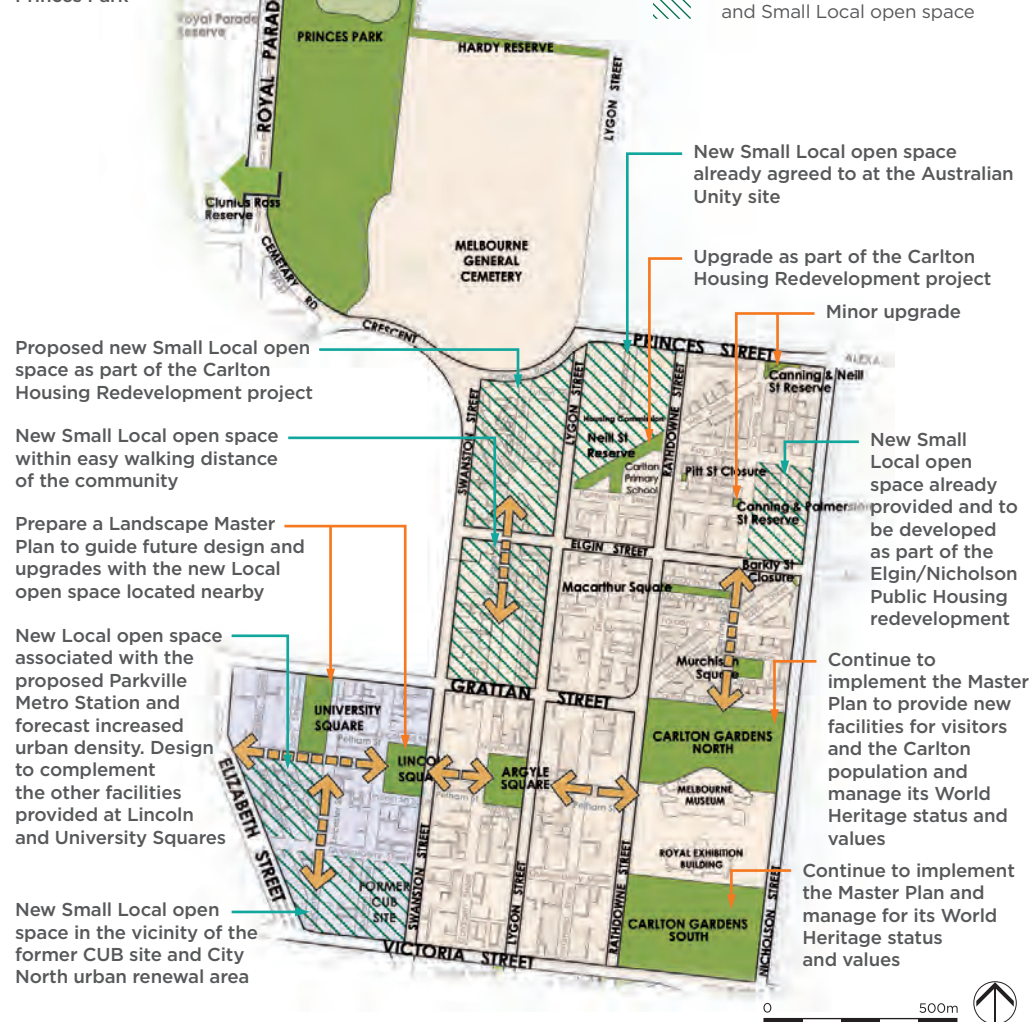 Princes Park
Royal Parade
Reserve
ROYAL PARAD
PRINCES PARK
and Small Local open space
HARDY RESERVE
LYGON STREET
Clunies Ross
Reserve
CEMETARY RD
CRESCENT
MELBOURNE
GENERAL
CEMETERY
New Small Local open space
already agreed to at the Australian
Unity site
Upgrade as part of the Carlton
Housing Redevelopment project
Minor upgrade
PRINCES STREET
ALEXA
Canning & Neill
St Reserve
Proposed new Small Local open
space as part of the Carlton
Housing Redevelopment project
New Small Local open space
within easy walking distance
of the community
Prepare a Landscape Master
Plan to guide future design and
upgrades with the new Local
open space located nearby
New Local open space
associated with the
proposed Parkville
Metro Station and
forecast increased
urban density. Design
to complement
the other facilities
provided at Lincoln
and University Squares
New Small Local open
space in the vicinity of the
former CUB site and City
North urban renewal area
SWANSTON STREET
LYGON STREET
RATHDOWNE STREET
Housing Commission
Neill St
Reserve
Carlton
Primary
School
Pitt St Closure
Canning & Palmerston
St Reserve
New Small
Local open
space already
provided and to
be developed
as part of the
Elgin/Nicholson
Public Housing
redevelopment
ELGIN STREET
Barkly St
Closure
Macarthur Square
Murchison
Square
GRATTAN STREET
UNIVERSITY
SQUARE
Pelham St
LINCO
SQUA
ARGYLE
SQUARE
Pelham St
Pelham St
ELIZABETH STREET
FORMER
CUB
SITE
SWANSTON STREET
LYGON STREET
RATHDOWNE STREET
VICTORIA STREET
CARLTON GARDENS
NORTH
MELBOURNE
MUSEUM
ROYAL EXHIBITION
BUILDING
CARLTON GARDENS
SOUTH
NICHOLSON STREET
Continue to
implement the Master
Plan to provide new
facilities for visitors
and the Carlton
population and
manage its World
Heritage status and
values
Continue to implement
the Master Plan and
manage for its World
Heritage status
and values
0 500m